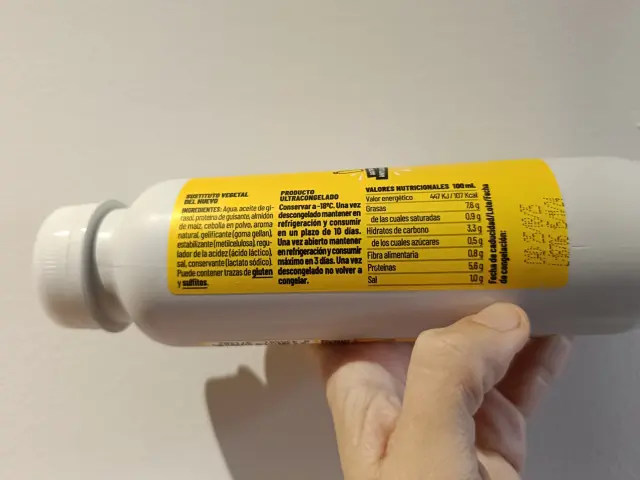 SUSTITUTO VEGETAL
DEL HUEVO
INGREDIENTES: Agua, aceite de gi-
rasol, proteína de guisante, almidón
de maíz, cebolla en polvo, aroma
natural, gelificante (goma gellan),
estabilizante (metilcelulosa), regu-
lador de la acidez (ácido láctico),
sal, conservante (lactato sódico).
Puede contener trazas de gluten
y sulfitos.
PRODUCTO
ULTRACONGELADO
Conservar a -18ºC. Una vez
descongelado mantener en
refrigeración y consumir
en un plazo de 10 días.
Una vez abierto mantener
en refrigeración y consumir
máximo en 3 días. Una vez
descongelado no volver a
congelar.
VALORES NUTRICIONALES 100 mL
Valor energético 447 KJ / 107 Kcal
Grasas 7,6 g
de las cuales saturadas 0,9 g
Hidratos de carbono 3,3 g
de los cuales azúcares 0,5 g
Fibra alimentaria 0,8 g
Proteínas 5,6 g
Sal 1,0 g
Fecha de caducidad/Lote/Fecha
de congelación: